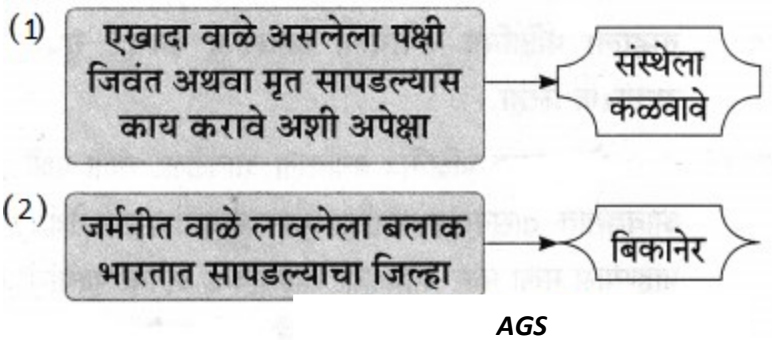 (1)
एखादा वाळे असलेला पक्षी
जिवंत अथवा मृत सापडल्यास
काय करावे अशी अपेक्षा
संस्थेला
कळवावे
(2)
जर्मनीत वाळे लावलेला बलाक
भारतात सापडल्याचा जिल्हा
बिकानेर
AGS